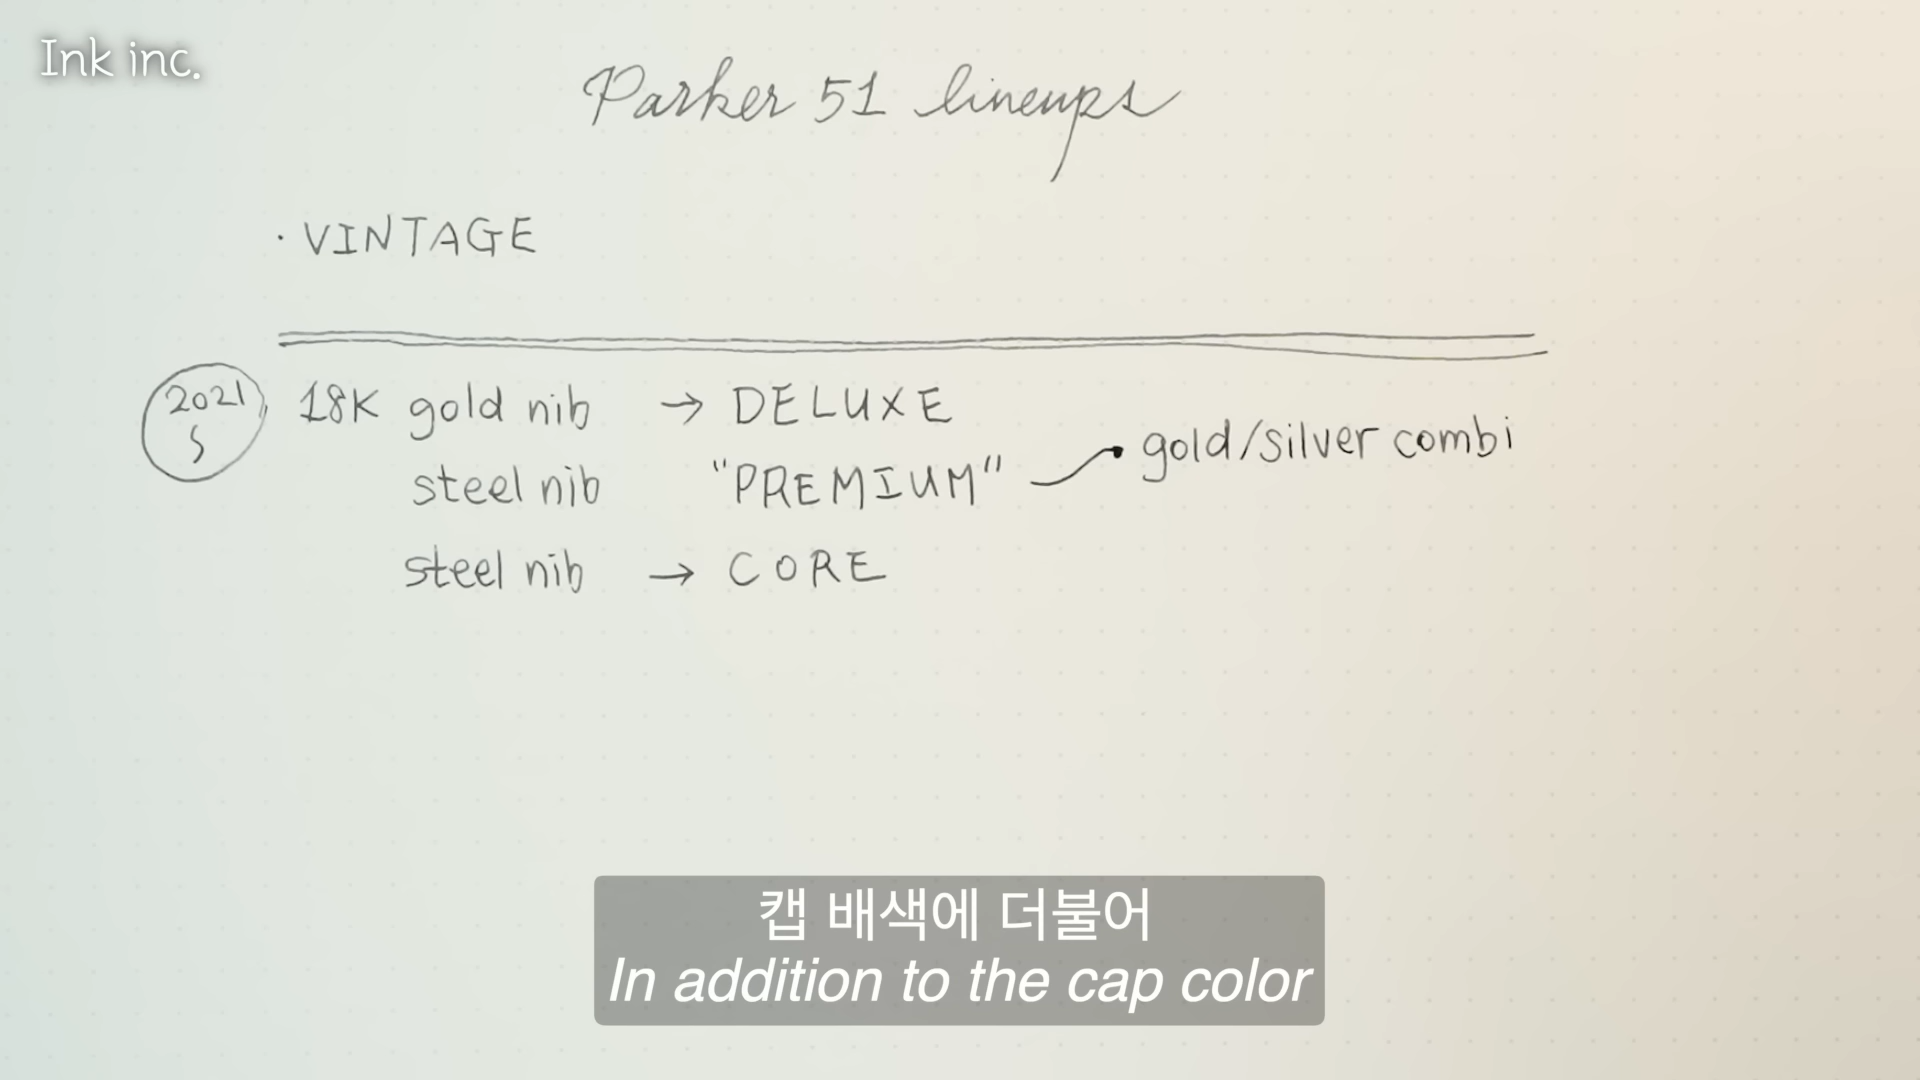 Ink inc.
Parker 51 lineups
· VINTAGE
2021
18K gold nib → DELUXE
steel nib "PREMIUM" gold/silver combi
steel nib → CORE
캡 배색에 더불어
In addition to the cap color